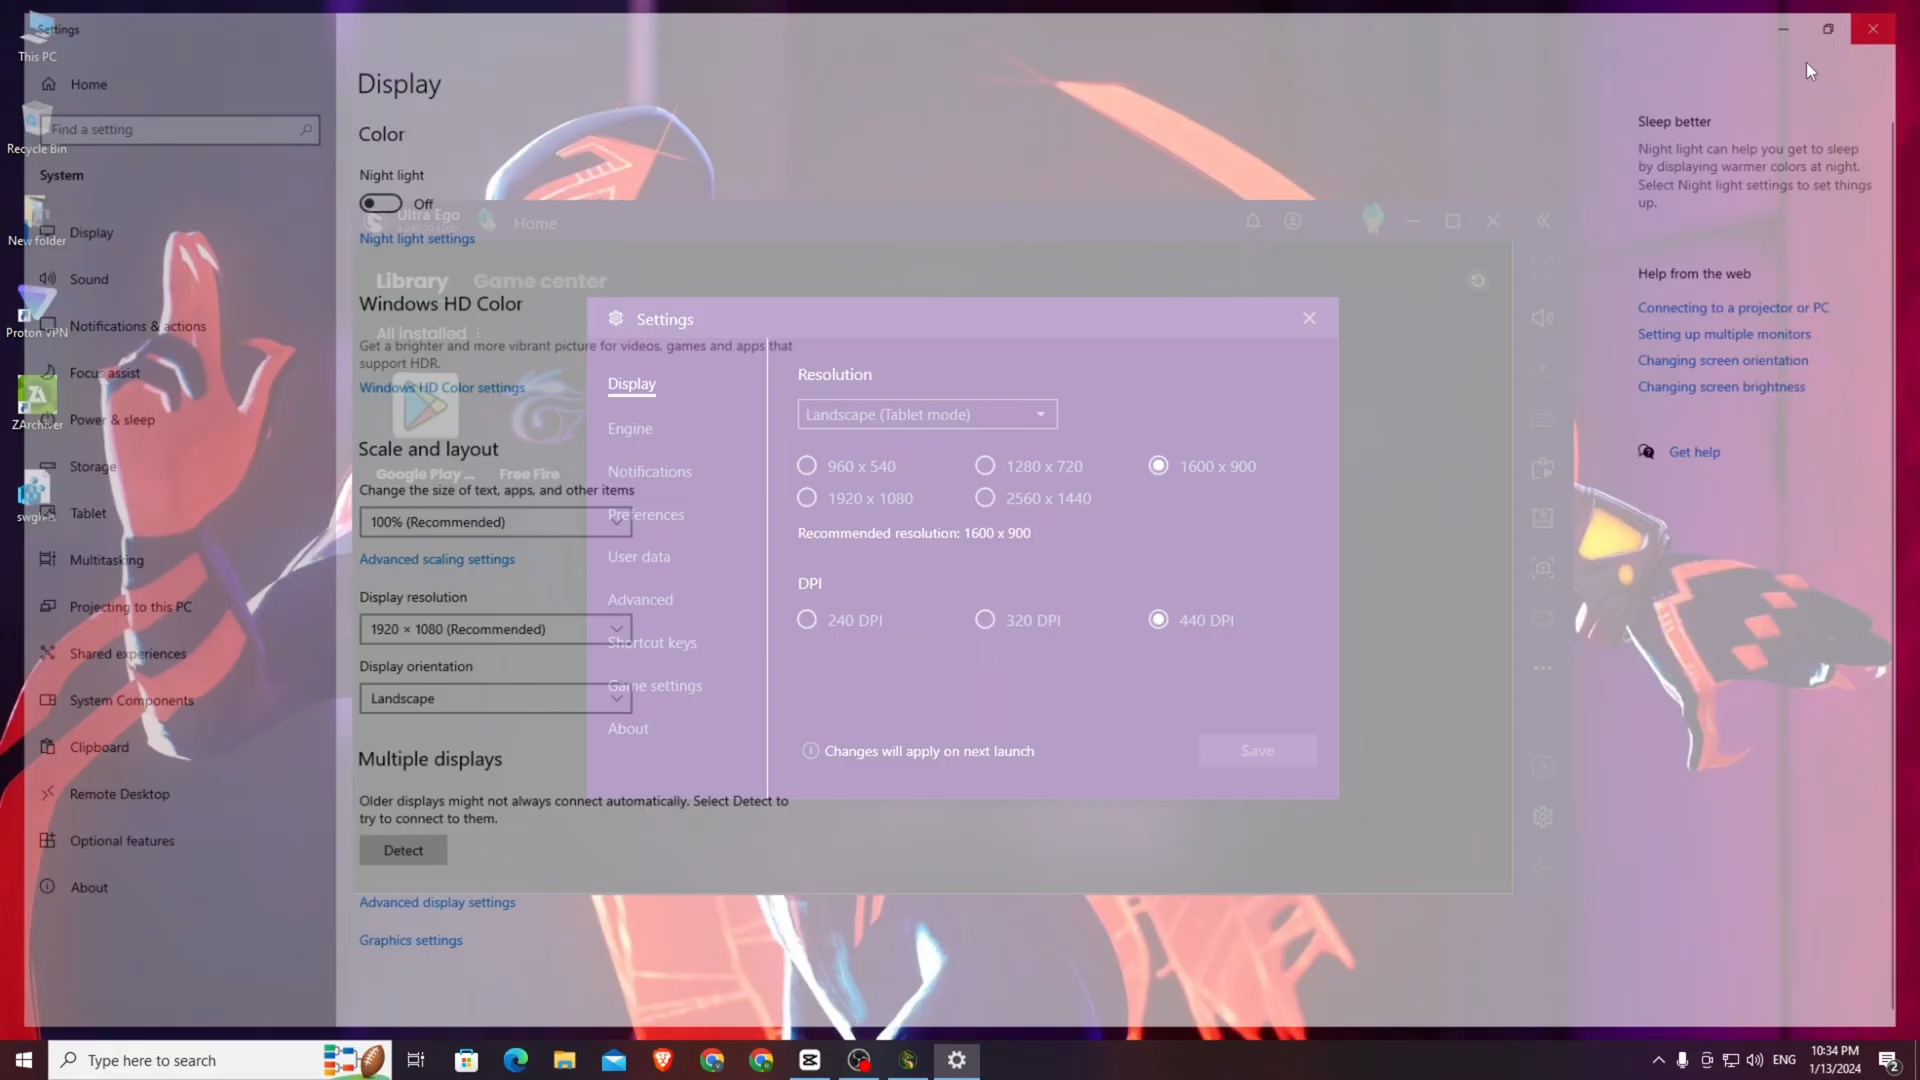 Settings
This PC
Home
Find a setting
Recycle Bin
System
New folder
Display
Sound
Proton VPN
Notifications & actions
Focus assist
ZArchiver
Power & sleep
Storage
Tablet
Multitasking
Projecting to this PC
Shared experiences
System Components
Clipboard
Remote Desktop
Optional features
About
Display
Color
Night light
Off
Night light settings
Windows HD Color
Get a brighter and more vibrant picture for videos, games and apps that
support HDR.
Windows HD Color settings
Scale and layout
Change the size of text, apps, and other items
100% (Recommended)
Advanced scaling settings
Display resolution
1920 × 1080 (Recommended)
Display orientation
Landscape
Multiple displays
Older displays might not always connect automatically. Select Detect to
try to connect to them.
Detect
Advanced display settings
Graphics settings
Ultra Ego
Home
Library Game center
All installed
Google Play ...
Free Fire
Settings
Display
Engine
Notifications
Preferences
User data
Advanced
Shortcut keys
Game settings
About
Resolution
Landscape (Tablet mode)
960 x 540
1280 x 720
1600 x 900
1920 x 1080
2560 x 1440
Recommended resolution: 1600 x 900
DPI
240 DPI
320 DPI
440 DPI
Changes will apply on next launch
Save
Sleep better
Night light can help you get to sleep
by displaying warmer colors at night.
Select Night light settings to set things
up.
Help from the web
Connecting to a projector or PC
Setting up multiple monitors
Changing screen orientation
Changing screen brightness
Get help
Type here to search
ENG
10:34 PM
1/13/2024
2